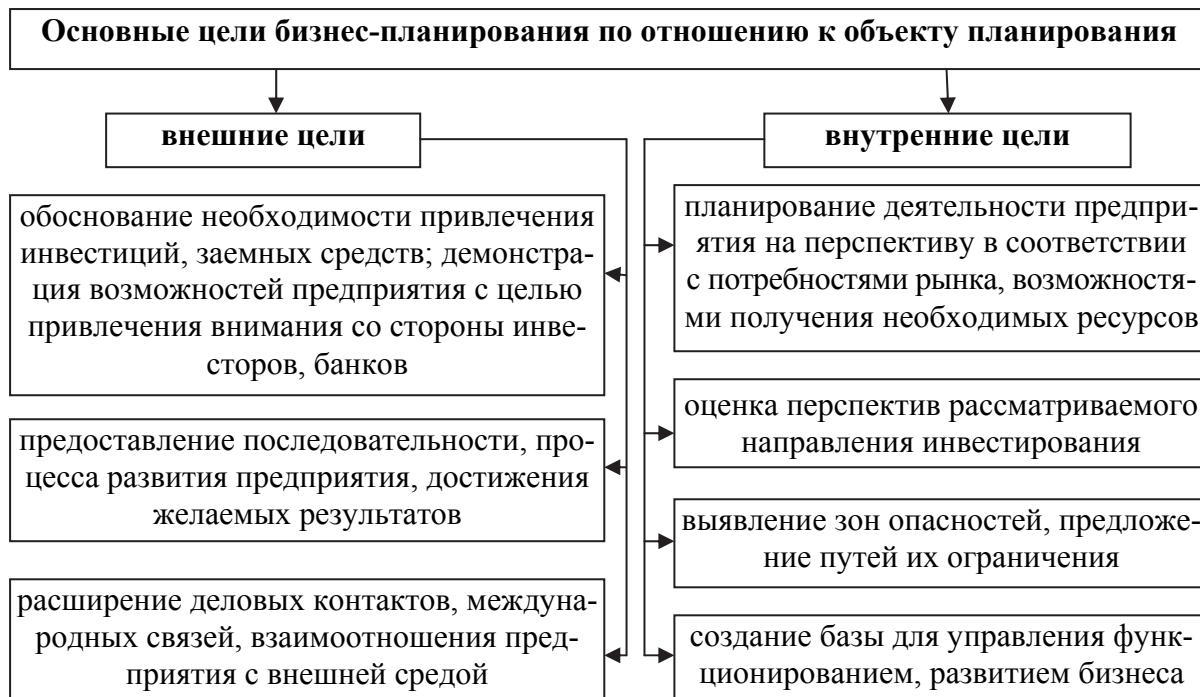 Основные цели бизнес-планирования по отношению к объекту планирования
внешние цели
обоснование необходимости привлечения
инвестиций, заемных средств; демонстра-
ция возможностей предприятия с целью
привлечения внимания со стороны инве-
сторов, банков
предоставление последовательности, про-
цесса развития предприятия, достижения
желаемых результатов
расширение деловых контактов, междуна-
родных связей, взаимоотношения пред-
приятия с внешней средой
внутренние цели
планирование деятельности предпри-
ятия на перспективу в соответствии
с потребностями рынка, возможностя-
ми получения необходимых ресурсов
оценка перспектив рассматриваемого
направления инвестирования
выявление зон опасностей, предложе-
ние путей их ограничения
создание базы для управления функ-
ционированием, развитием бизнеса